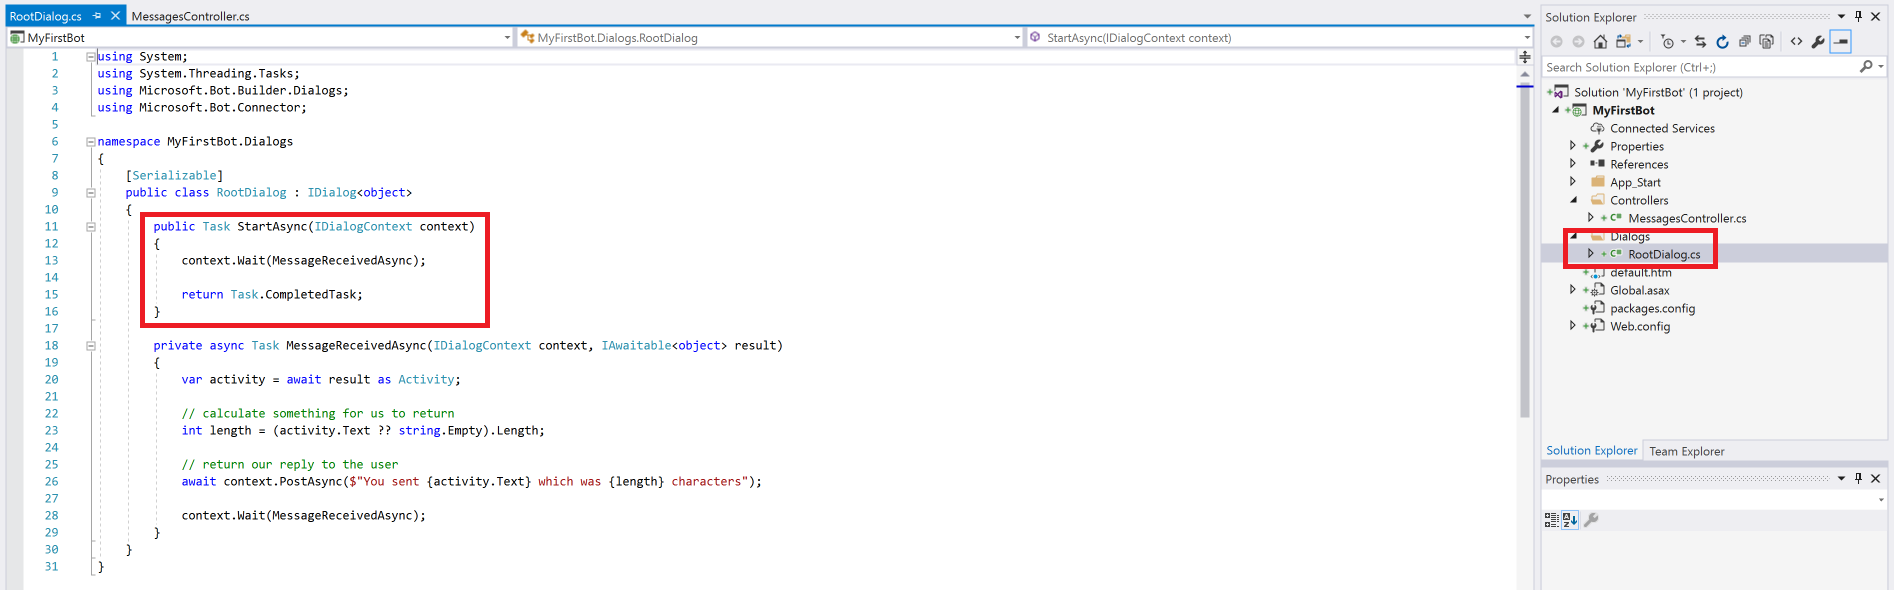 RootDialog.cs
MessagesController.cs
MyFirstBot
MyFirstBot.Dialogs.RootDialog
StartAsync(IDialogContext context)
1 using System;
2 using System.Threading.Tasks;
3 using Microsoft.Bot.Builder.Dialogs;
4 using Microsoft.Bot.Connector;
5
6 namespace MyFirstBot.Dialogs
7 {
8 [Serializable]
9 public class RootDialog : IDialog<object>
10 {
11 public Task StartAsync(IDialogContext context)
12 {
13 context.Wait(MessageReceivedAsync);
14
15 return Task.CompletedTask;
16 }
17
18 private async Task MessageReceivedAsync(IDialogContext context, IAwaitable<object> result)
19 {
20 var activity = await result as Activity;
21
22 // calculate something for us to return
23 int length = (activity.Text ?? string.Empty).Length;
24
25 // return our reply to the user
26 await context.PostAsync($"You sent {activity.Text} which was {length} characters");
27
28 context.Wait(MessageReceivedAsync);
29 }
30 }
31 }
Solution Explorer
Search Solution Explorer (Ctrl+;)
Solution 'MyFirstBot' (1 project)
MyFirstBot
Connected Services
Properties
References
App_Start
Controllers
C# MessagesController.cs
Dialogs
C# RootDialog.cs
default.htm
Global.asax
packages.config
Web.config
Solution Explorer
Team Explorer
Properties